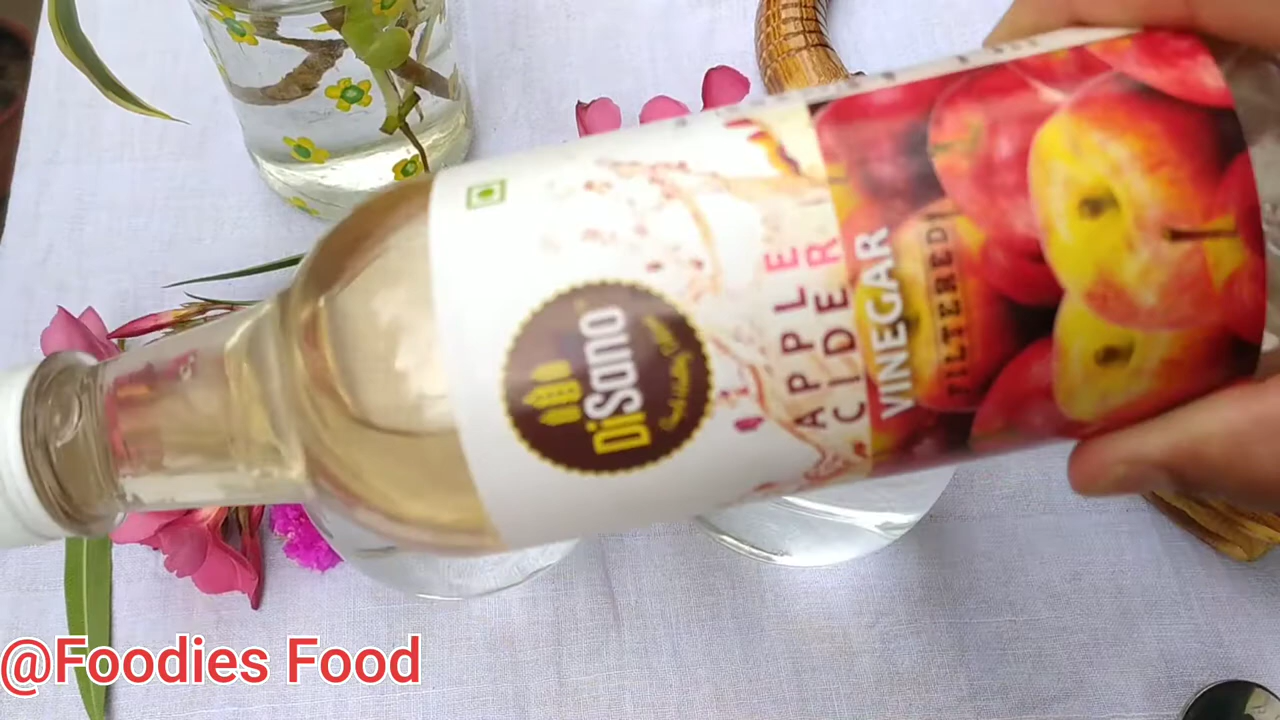 DiSano
APPLE
CIDER
VINEGAR
FILTERED
@Foodies Food